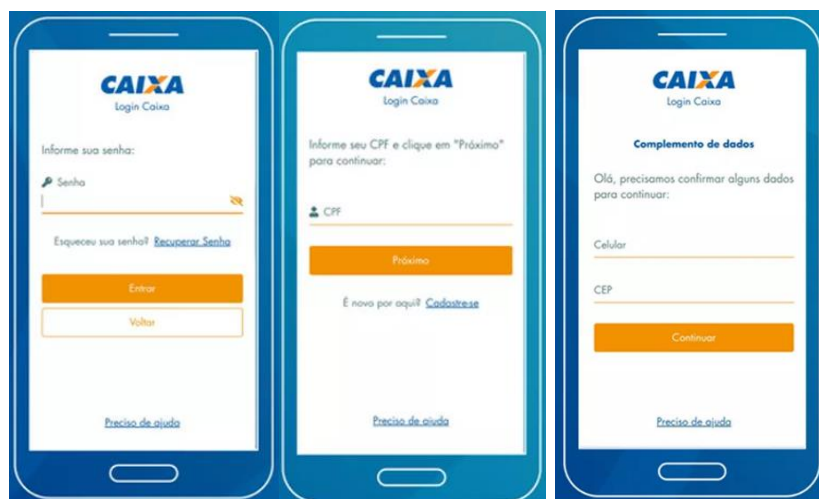 CAIXA
Login Caixa
Informe sua senha:
Senha
Esqueceu sua senha? Recuperar Senha
Entrar
Voltar
Preciso de ajuda
CAIXA
Login Caixa
Informe seu CPF e clique em "Próximo"
para continuar:
CPF
Próximo
É novo por aqui? Cadastre-se
Preciso de ajuda
CAIXA
Login Caixa
Complemento de dados
Olá, precisamos confirmar alguns dados
para continuar:
Celular
CEP
Continuar
Preciso de ajuda